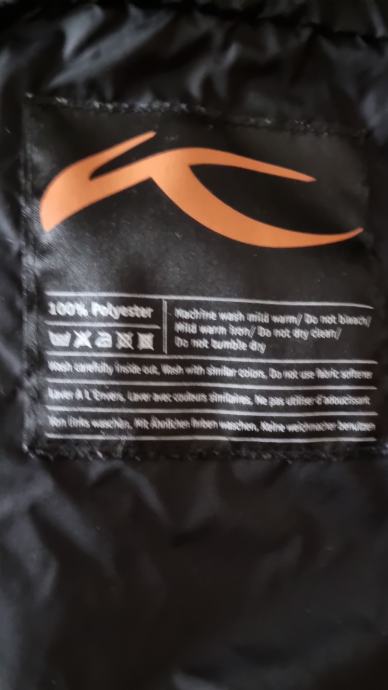 100% Polyester
Machine wash mild warm/ Do not bleach/
Mild warm iron/ Do not dry clean/
Do not tumble dry
Wash carefully inside out, Wash with similar colors, Do not use fabric softener
Laver À L'Envers, Laver avec couleurs similaires, Ne pas utiliser d'adoucissant
Von links waschen, Mit ähnlichen farben waschen, Keine weichmacher benutzen